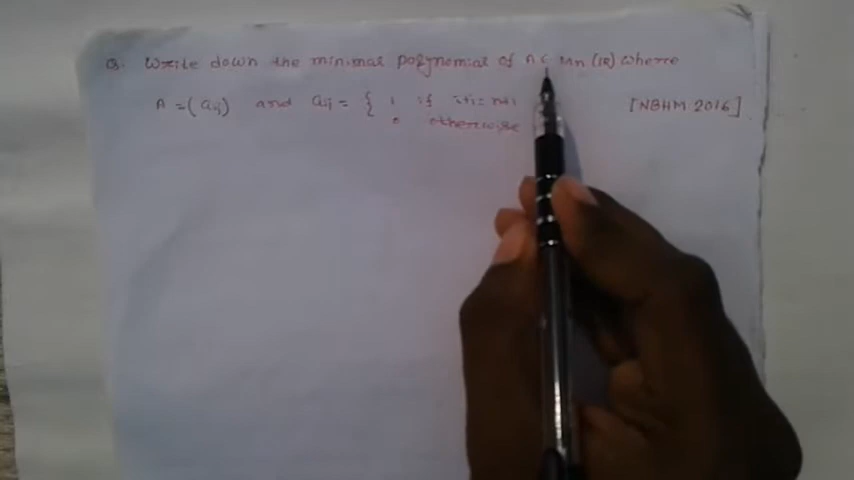 Q. Write down the minimal polynomial of A ∈ Mn (IR) where
A = (aij) and aij = { 1 if i+j = n+1 [NBHM 2016]
0 otherwise